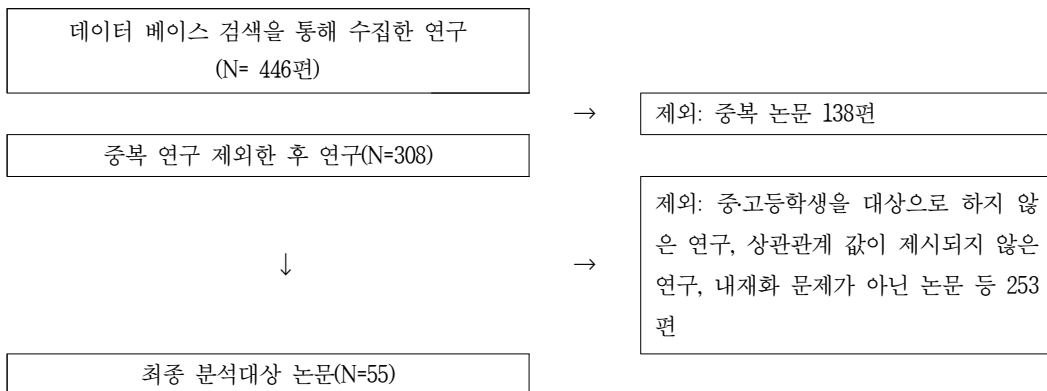 데이터 베이스 검색을 통해 수집한 연구
(N= 446편)
→
제외: 중복 논문 138편
중복 연구 제외한 후 연구(N=308)
제외: 중·고등학생을 대상으로 하지 않
은 연구, 상관관계 값이 제시되지 않은
연구, 내재화 문제가 아닌 논문 등 253
편
↓
→
최종 분석대상 논문(N=55)